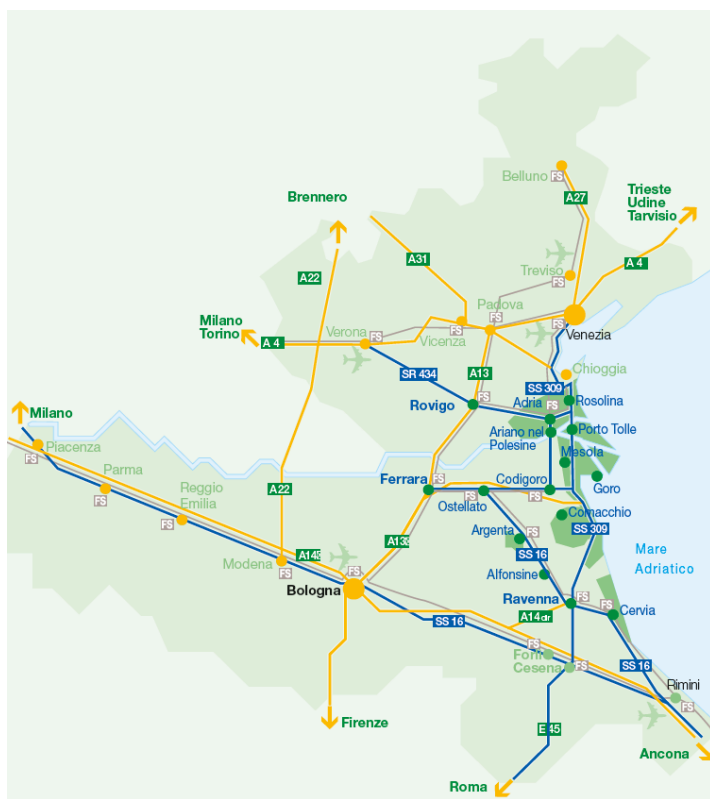 Belluno
FS
A27
Trieste
Udine
Tarvisio
Brennero
A31
A22
Treviso
FS
A 4
Padova
FS
Milano
Torino
A 4
Verona
FS
Vicenza
FS
FS
Venezia
SR 434
A13
SS 309
Chioggia
Rovigo
FS
Adria
FS
Rosolina
Milano
Ariano nel
Polesine
Porto Tolle
Piacenza
FS
Mesola
Parma
FS
Ferrara
FS
Codigoro
FS
Goro
Reggio
Emilia
FS
A22
Ostellato
Comacchio
Argenta
FS
SS 309
A13
SS 16
Modena
FS
FS
Mare
Adriatico
Alfonsine
Bologna
Ravenna
FS
FS
Cervia
SS 16
A14 dir
FS
Forlì
Cesena
FS
SS 16
Rimini
FS
Firenze
E 45
Ancona
Roma